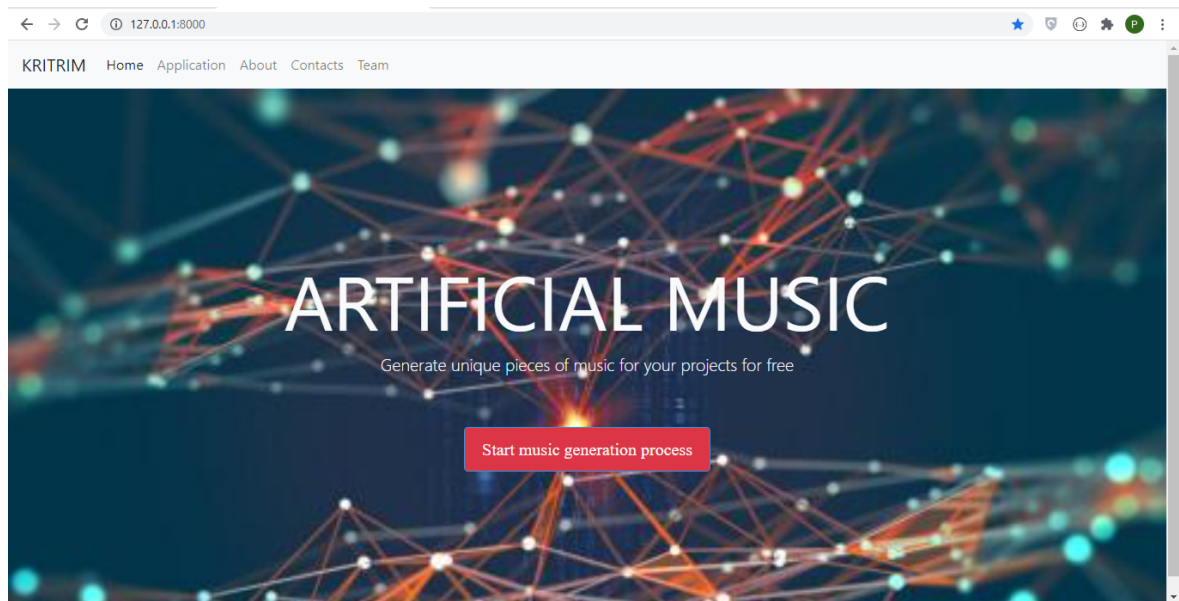 127.0.0.1:8000
P
KRITRIM Home Application About Contacts Team
ARTIFICIAL MUSIC
Generate unique pieces of music for your projects for free
Start music generation process